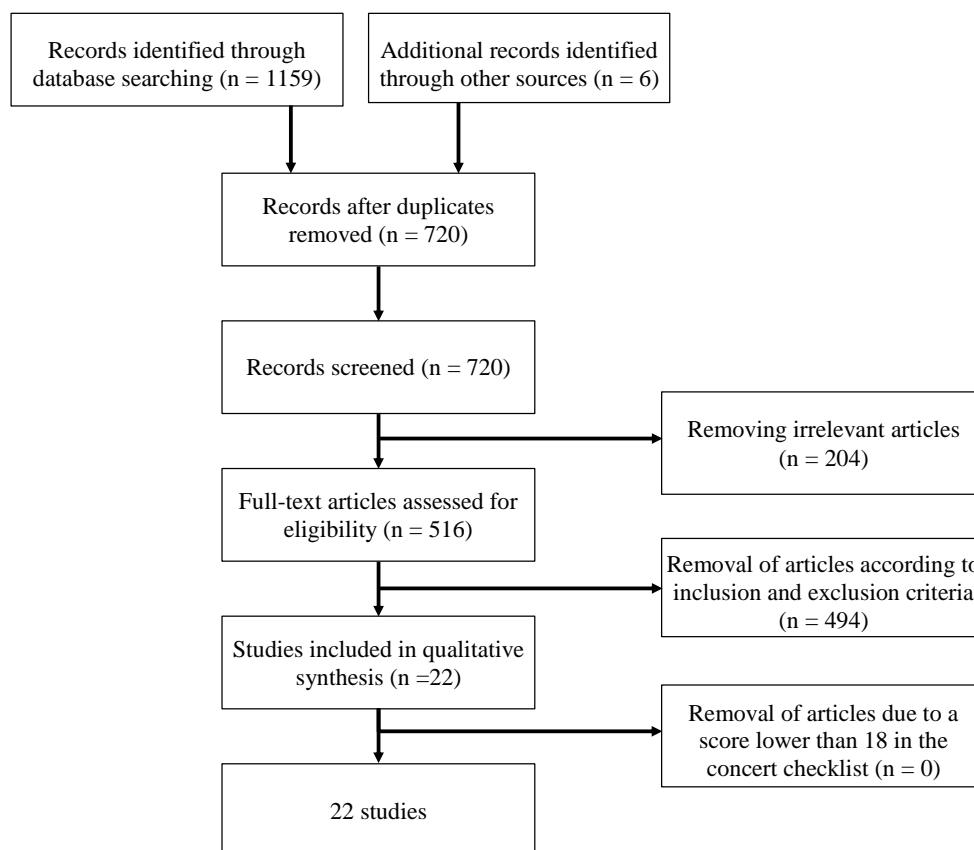 Records identified through
database searching (n = 1159)
Additional records identified
through other sources (n = 6)
Records after duplicates
removed (n = 720)
Records screened (n = 720)
Removing irrelevant articles
(n = 204)
Full-text articles assessed for
eligibility (n = 516)
Removal of articles according to
inclusion and exclusion criteria
(n = 494)
Studies included in qualitative
synthesis (n =22)
Removal of articles due to a
score lower than 18 in the
concert checklist (n = 0)
22 studies